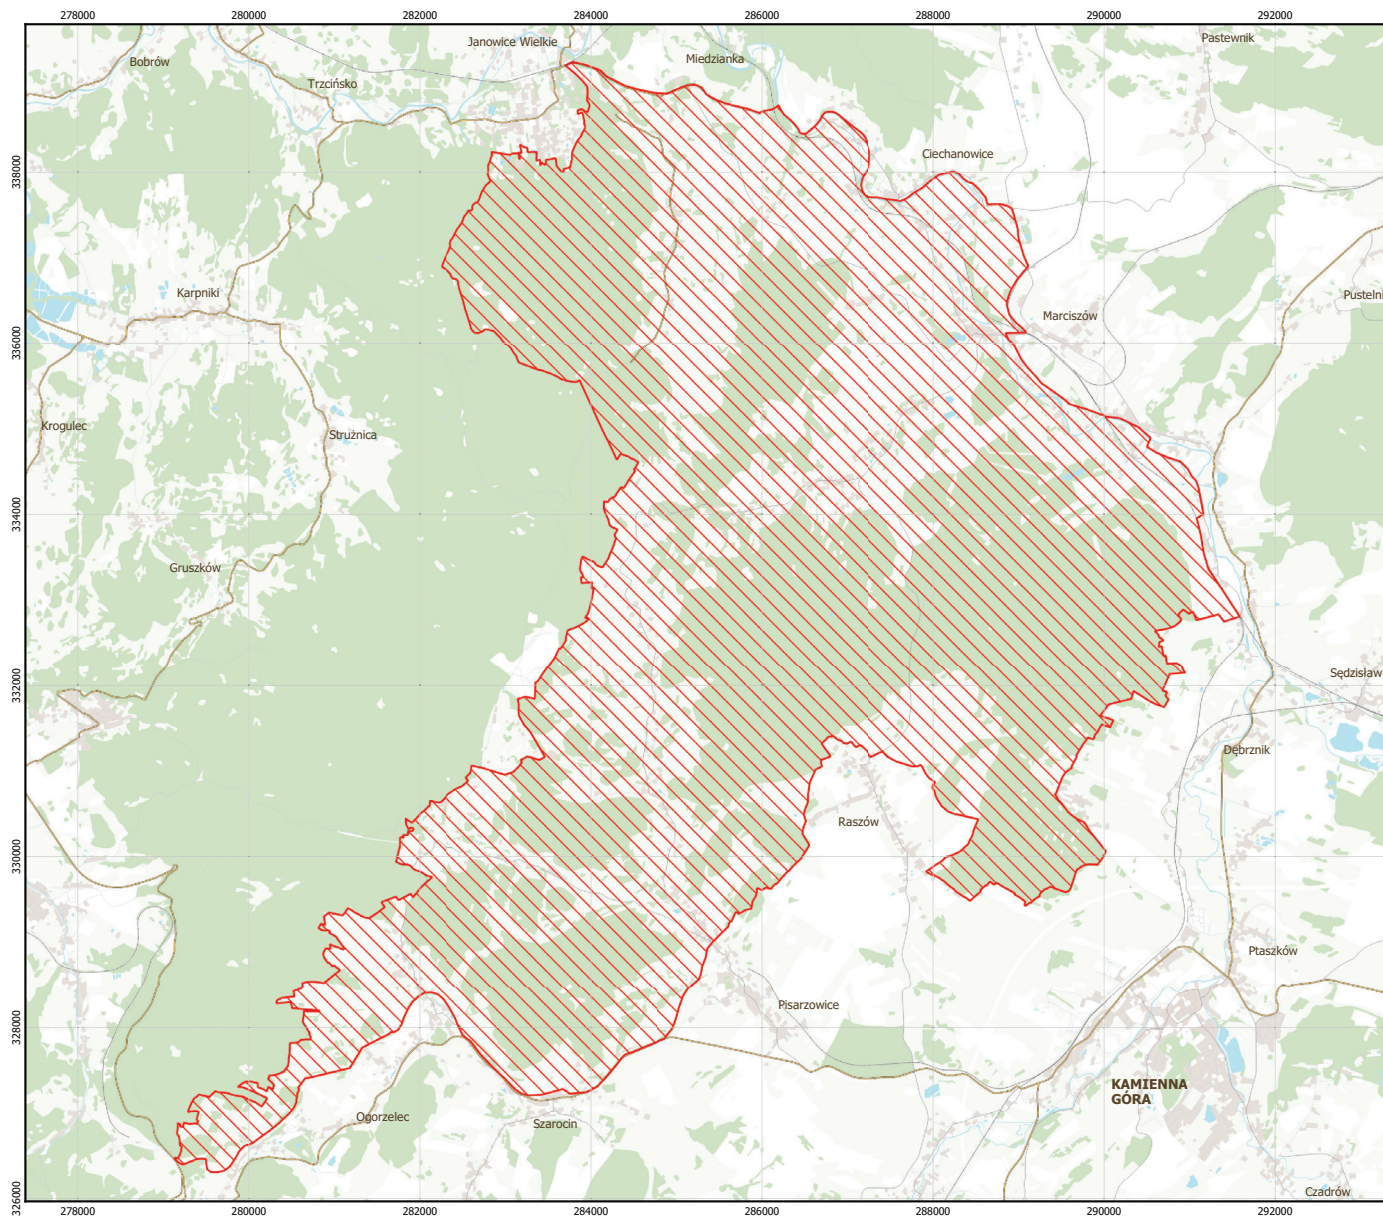 278000 280000 282000 284000 286000 288000 290000 292000
Janowice Wielkie
Pastewnik
Bobrów
Miedzianka
Trzcińsko
Ciechanowice
338000
Karpniki
Pustelni
Marciszów
336000
Krogulec
Strużnica
334000
Gruszków
332000
Sędzisław
Dębrznik
Raszów
330000
Ptaszków
Pisarzowice
328000
KAMIENNA
GÓRA
Ogorzelec
Szarocin
Czadrów
326000
278000 280000 282000 284000 286000 288000 290000 292000